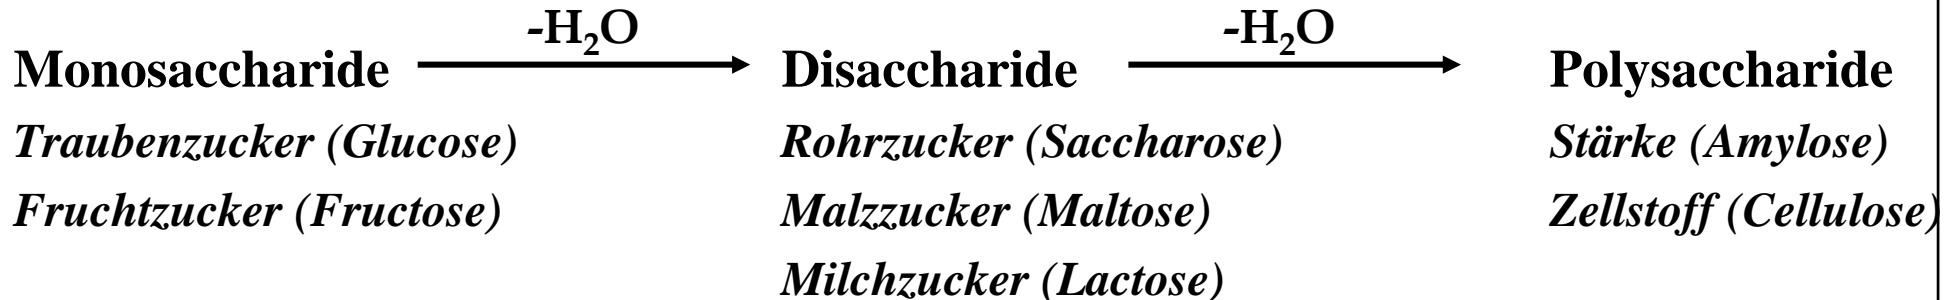 -H₂O -H₂O
Monosaccharide Disaccharide Polysaccharide
Traubenzucker (Glucose) Rohrzucker (Saccharose) Stärke (Amylose)
Fruchtzucker (Fructose) Malzzucker (Maltose) Zellstoff (Cellulose)
Milchzucker (Lactose)